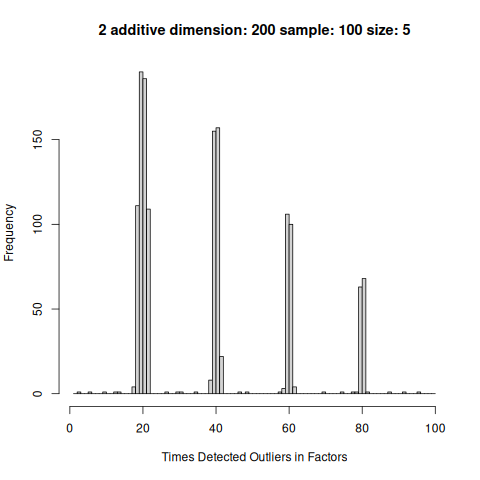 2 additive dimension: 200 sample: 100 size: 5
Frequency
150
100
50
0
0 20 40 60 80 100
Times Detected Outliers in Factors